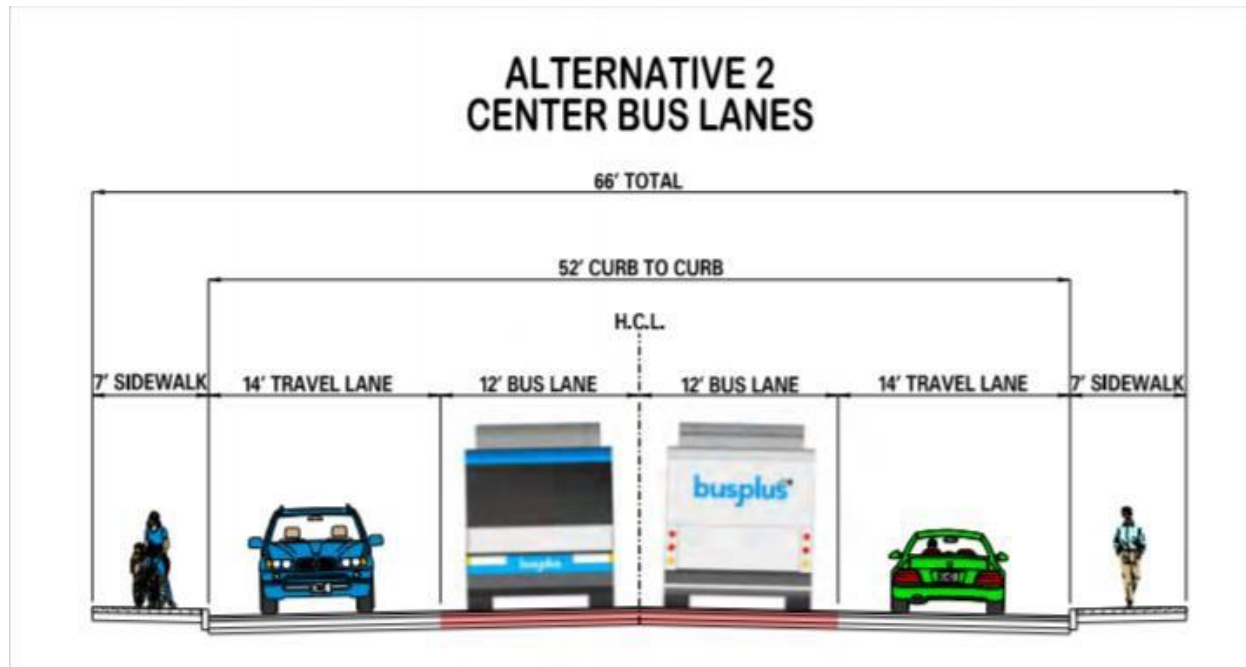 ALTERNATIVE 2
CENTER BUS LANES
66' TOTAL
52' CURB TO CURB
H.C.L.
7' SIDEWALK 14' TRAVEL LANE 12' BUS LANE 12' BUS LANE 14' TRAVEL LANE 7' SIDEWALK
busplus
busplus